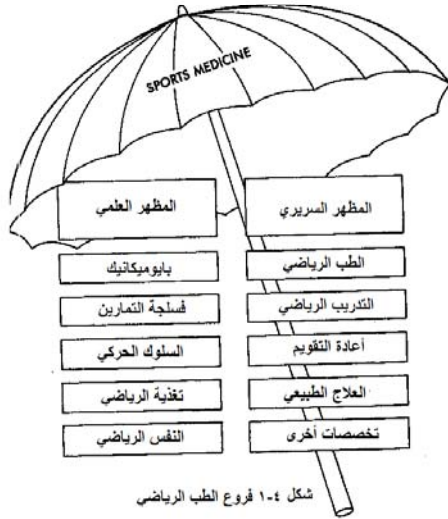 SPORTS MEDICINE
المظهر السريري
المظهر العلمي
الطب الرياضي
بايوميكانيك
التدريب الرياضي
فسلجة التمارين
أعادة التقويم
السلوك الحركي
العلاج الطبيعي
تغذية الرياضي
تخصصات أخرى
النفس الرياضي
شكل ٤-١ فروع الطب الرياضي